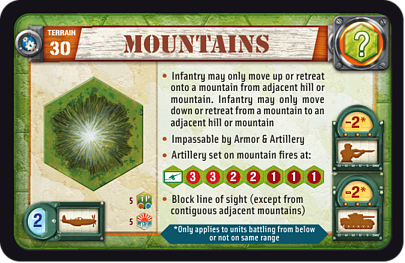 TERRAIN
30
MOUNTAINS
?
• Infantry may only move up or retreat
onto a mountain from adjacent hill or
mountain. Infantry may only move
down or retreat from a mountain to an
adjacent hill or mountain
• Impassable by Armor & Artillery
• Artillery set on mountain fires at:
3 3 2 2 1 1 1
• Block line of sight (except from
contiguous adjacent mountains)
*Only applies to units battling from below
or not on same range
-2*
-2*
5
5
2